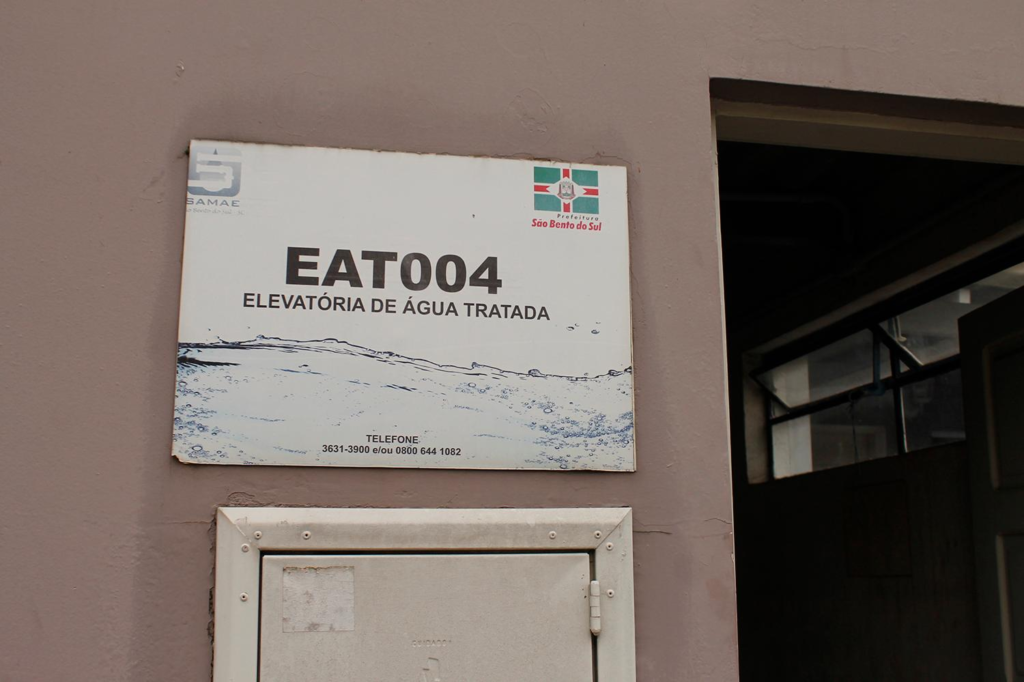 SAMAE
Prefeitura
São Bento do Sul
EAT004
ELEVATÓRIA DE ÁGUA TRATADA
TELEFONE
3631-3900 e/ou 0800 644 1082